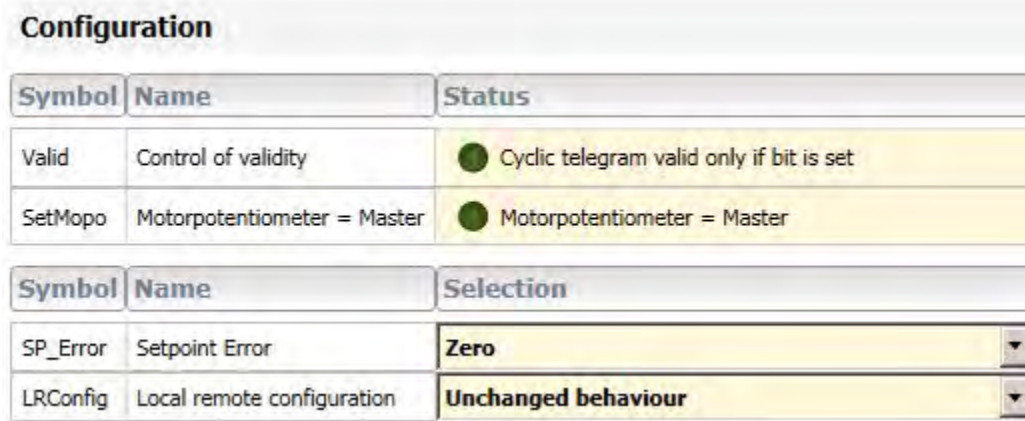 Configuration
Symbol Name Status
Valid Control of validity Cyclic telegram valid only if bit is set
SetMopo Motorpotentiometer = Master Motorpotentiometer = Master
Symbol Name Selection
SP_Error Setpoint Error Zero
LRConfig Local remote configuration Unchanged behaviour